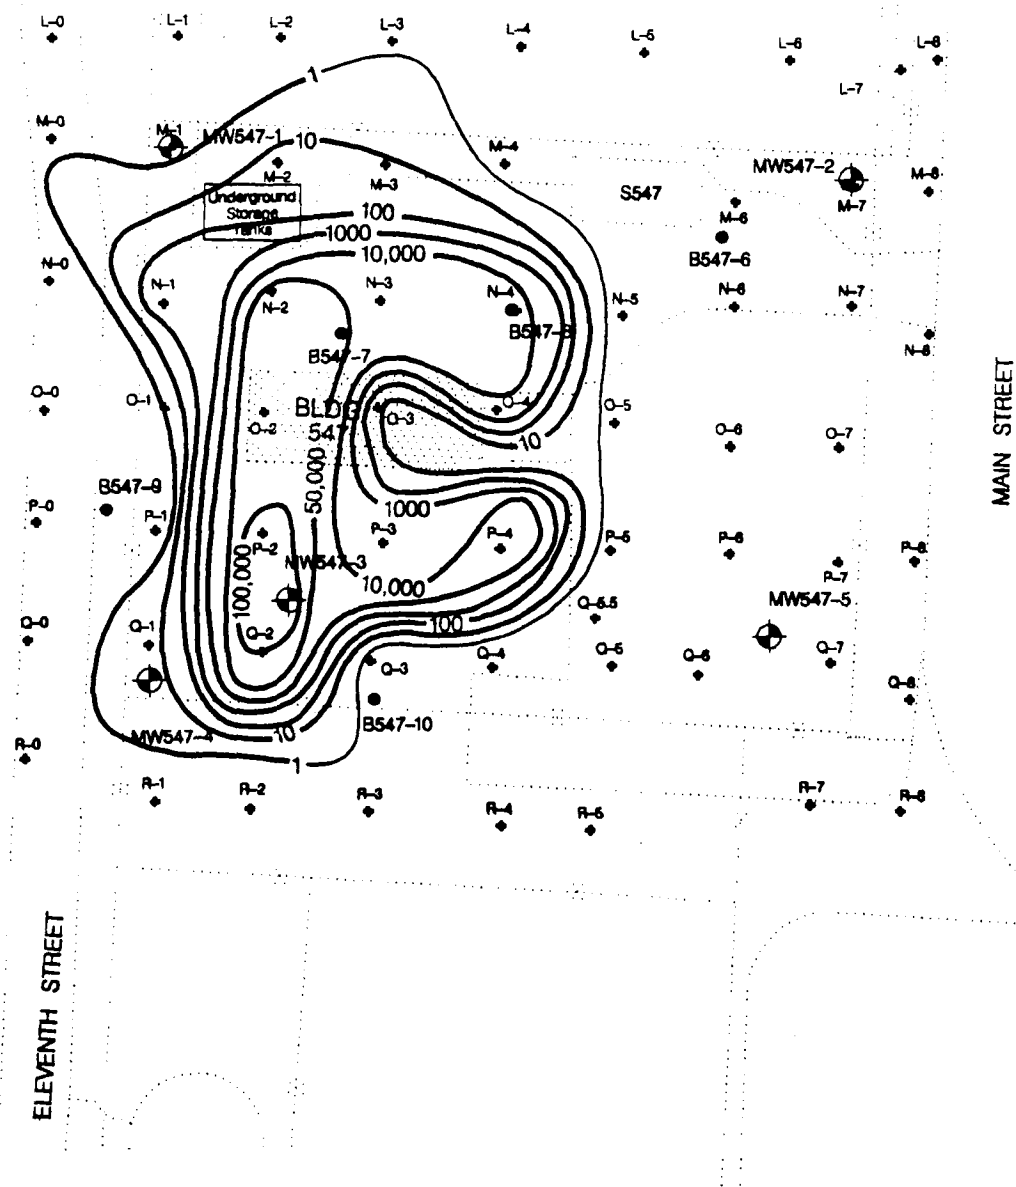 L-0 L-1 L-2 L-3 L-4 L-5 L-6 L-8
1
L-7
M-0 M-1 MW547-1 10 M-4
M-2 M-3 S547 MW547-2 M-8
Underground
Storage
Tanks
100 M-6 M-7
1000
10,000 B547-6
N-0 N-1 N-2 N-3 N-4 N-5 N-6 N-7
B547-7 B547-8 N-8
O-0 O-1 O-2 O-3 O-4 O-5 O-6 O-7
BLDG
547
10
50,000
MAIN STREET
B547-9
P-0 P-1 1000
P-2 P-3 P-4 P-5 P-6 P-7 P-8
MW547-3
100,000 10,000 MW547-5
Q-0 Q-1 Q-2 100 Q-5.5
Q-3 Q-4 Q-5 Q-6 Q-7 Q-8
B547-10
MW547-4 10
1
R-0 R-1 R-2 R-3 R-4 R-5 R-7 R-8
ELEVENTH STREET